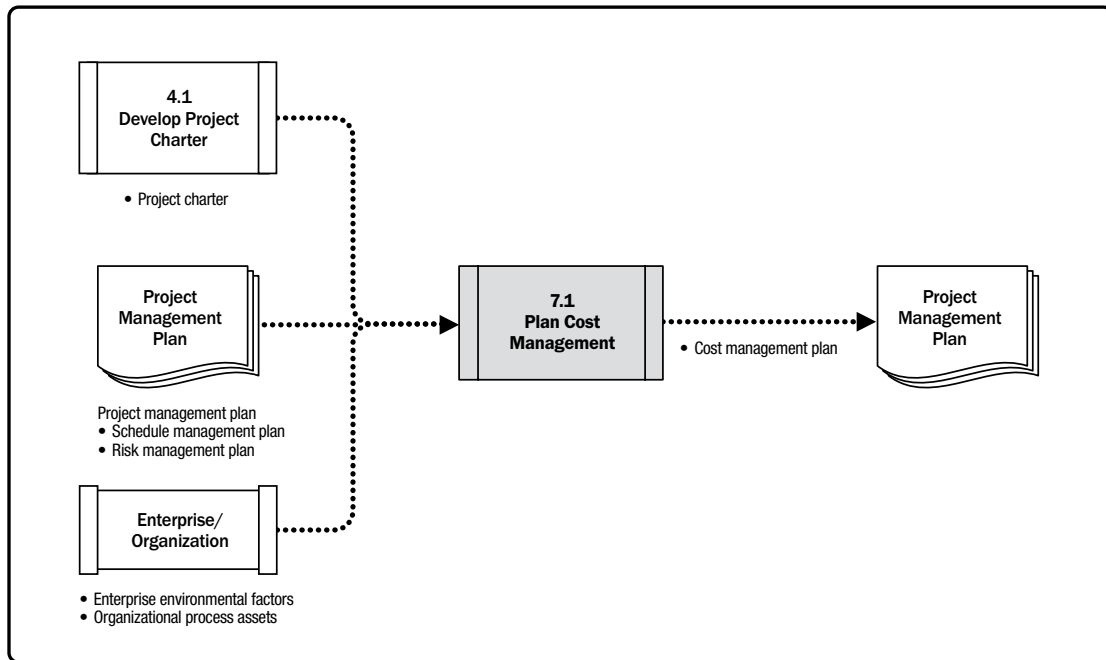 4.1
Develop Project
Charter
• Project charter
Project
Management
Plan
Project management plan
• Schedule management plan
• Risk management plan
Enterprise/
Organization
• Enterprise environmental factors
• Organizational process assets
7.1
Plan Cost
Management
• Cost management plan
Project
Management
Plan